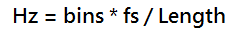 Hz = bins * fs / Length